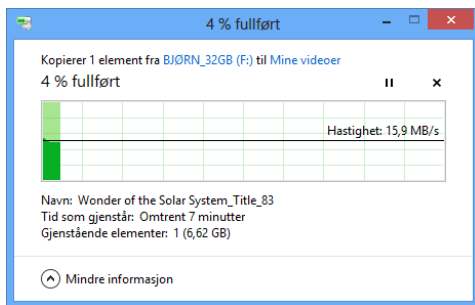 4 % fullført
Kopierer 1 element fra BJØRN_32GB (F:) til Mine videoer
4 % fullført
Hastighet: 15,9 MB/s
Navn: Wonder of the Solar System_Title_83
Tid som gjenstår: Omtrent 7 minutter
Gjenstående elementer: 1 (6,62 GB)
Mindre informasjon